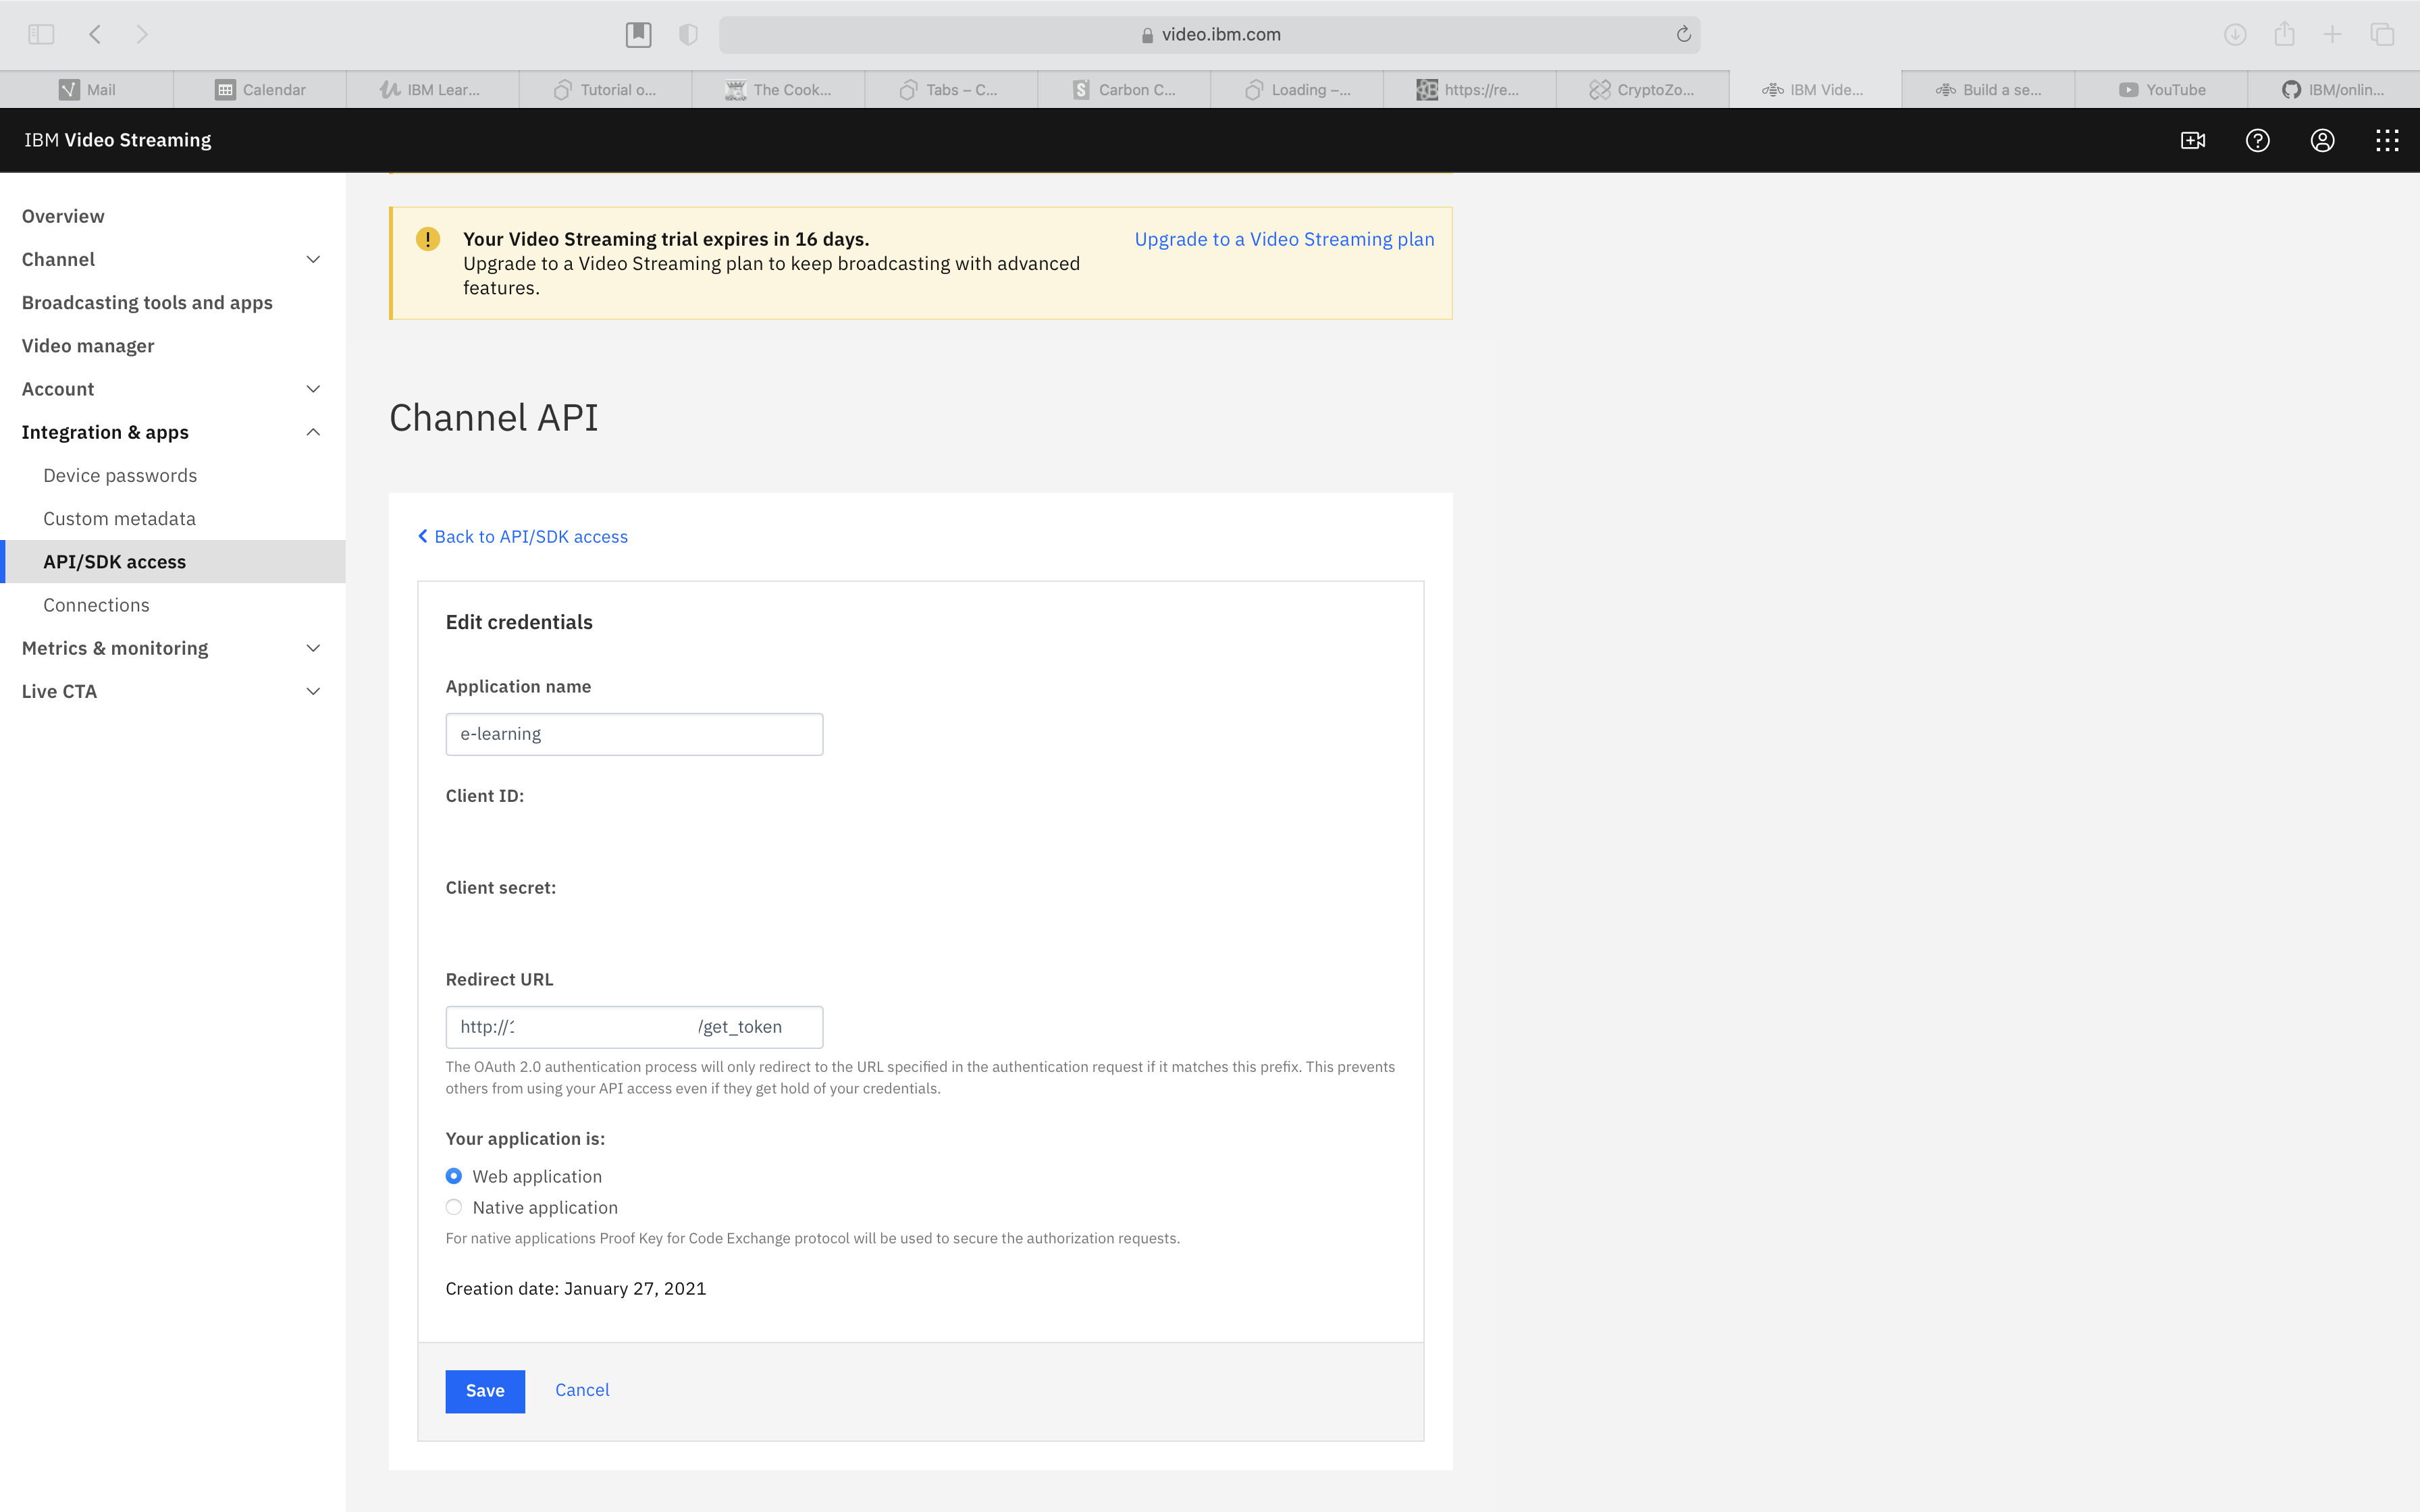 video.ibm.com
Mail
Calendar
IBM Lear...
Tutorial o...
The Cook...
Tabs – C...
Carbon C...
Loading –...
https://re...
CryptoZo...
IBM Vide...
Build a se...
YouTube
IBM/onlin...
IBM Video Streaming
Overview
Channel
Broadcasting tools and apps
Video manager
Account
Integration & apps
Device passwords
Custom metadata
API/SDK access
Connections
Metrics & monitoring
Live CTA
Your Video Streaming trial expires in 16 days.
Upgrade to a Video Streaming plan to keep broadcasting with advanced
features.
Upgrade to a Video Streaming plan
Channel API
Back to API/SDK access
Edit credentials
Application name
e-learning
Client ID:
Client secret:
Redirect URL
http:// /get_token
The OAuth 2.0 authentication process will only redirect to the URL specified in the authentication request if it matches this prefix. This prevents
others from using your API access even if they get hold of your credentials.
Your application is:
Web application
Native application
For native applications Proof Key for Code Exchange protocol will be used to secure the authorization requests.
Creation date: January 27, 2021
Save
Cancel